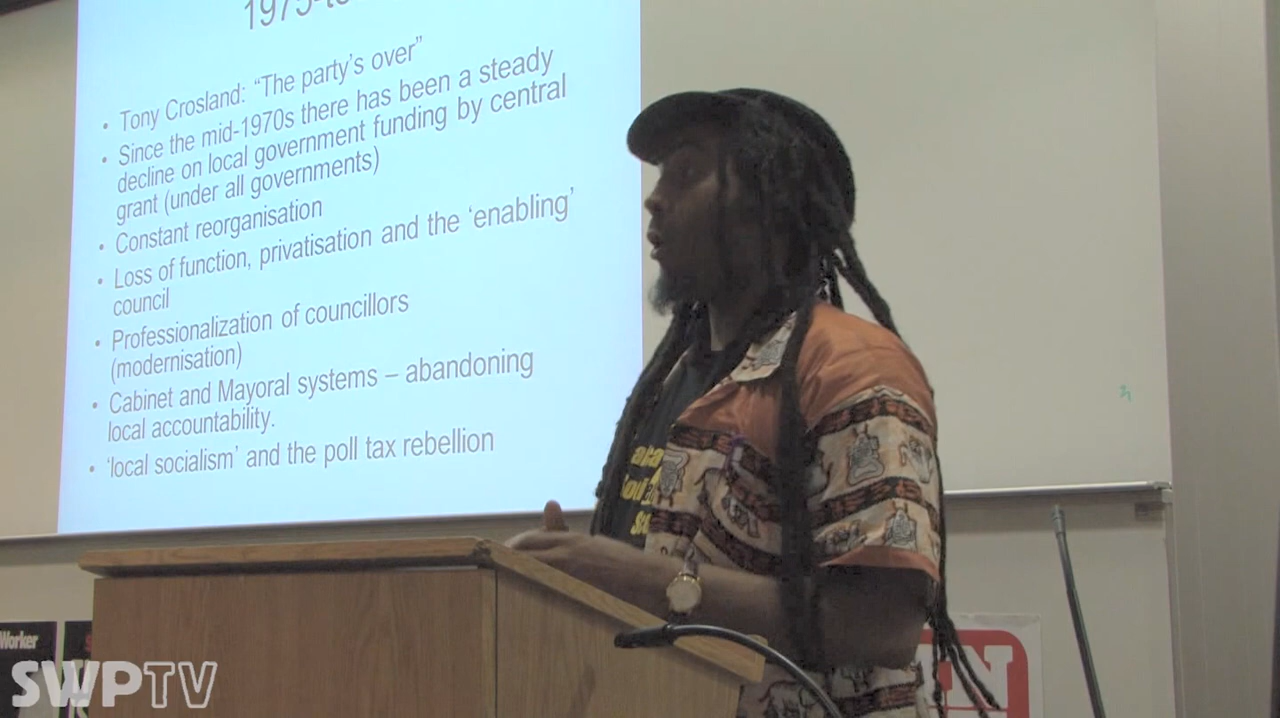 • Tony Crosland: “The party’s over”
• Since the mid-1970s there has been a steady
decline on local government funding by central
grant (under all governments)
• Constant reorganisation
• Loss of function, privatisation and the ‘enabling’
council
• Professionalization of councillors
(modernisation)
• Cabinet and Mayoral systems – abandoning
local accountability.
• ‘local socialism’ and the poll tax rebellion
Worker
SWPTV